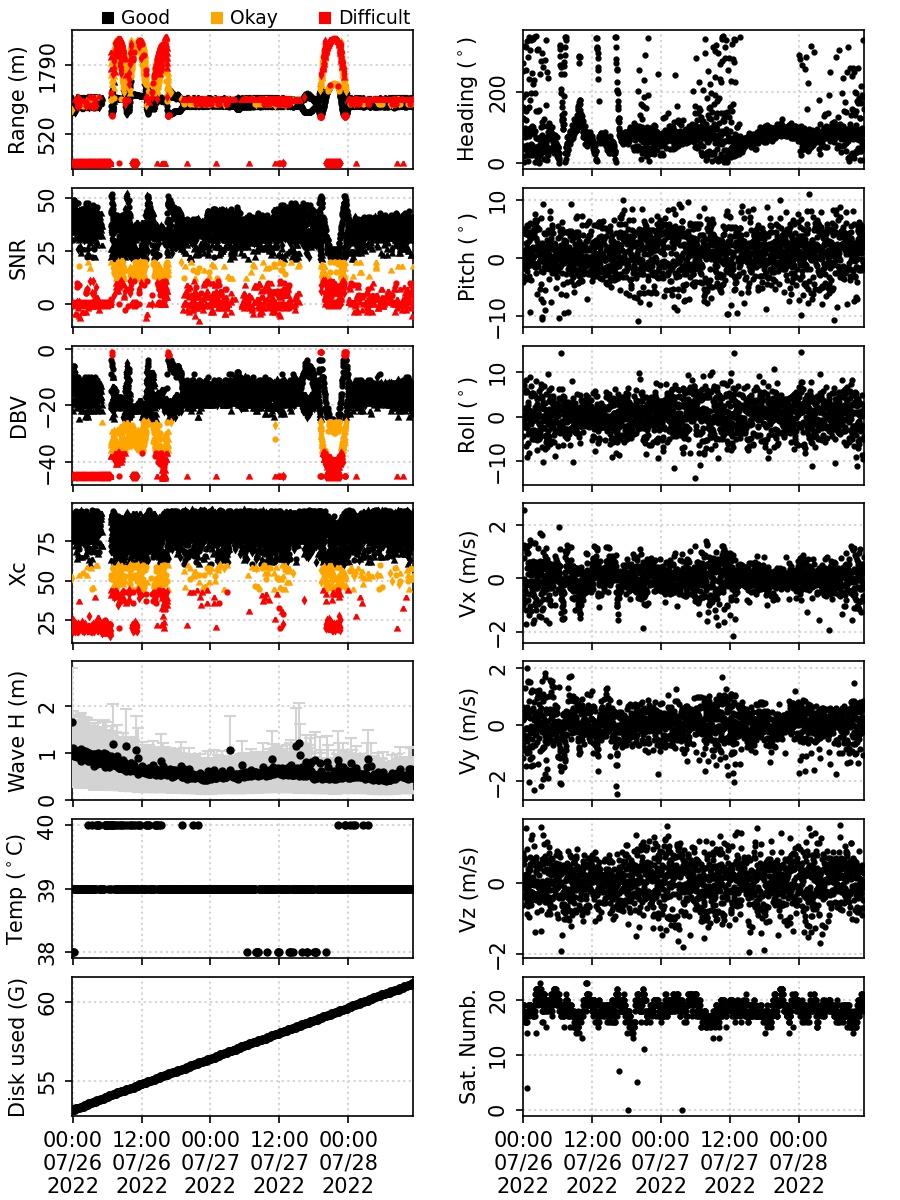 Good Okay Difficult
Range (m)
1790
520
Heading (°)
200
0
SNR
50
25
0
Pitch (°)
10
0
−10
DBV
0
−20
−40
Roll (°)
10
0
−10
Xc
75
50
25
Vx (m/s)
2
0
−2
Wave H (m)
2
1
0
Vy (m/s)
2
0
−2
Temp (°C)
40
39
38
Vz (m/s)
0
−2
Disk used (G)
60
55
Sat. Numb.
20
10
0
00:00 12:00 00:00 12:00 00:00
07/26 07/26 07/27 07/27 07/28
2022 2022 2022 2022 2022
00:00 12:00 00:00 12:00 00:00
07/26 07/26 07/27 07/27 07/28
2022 2022 2022 2022 2022